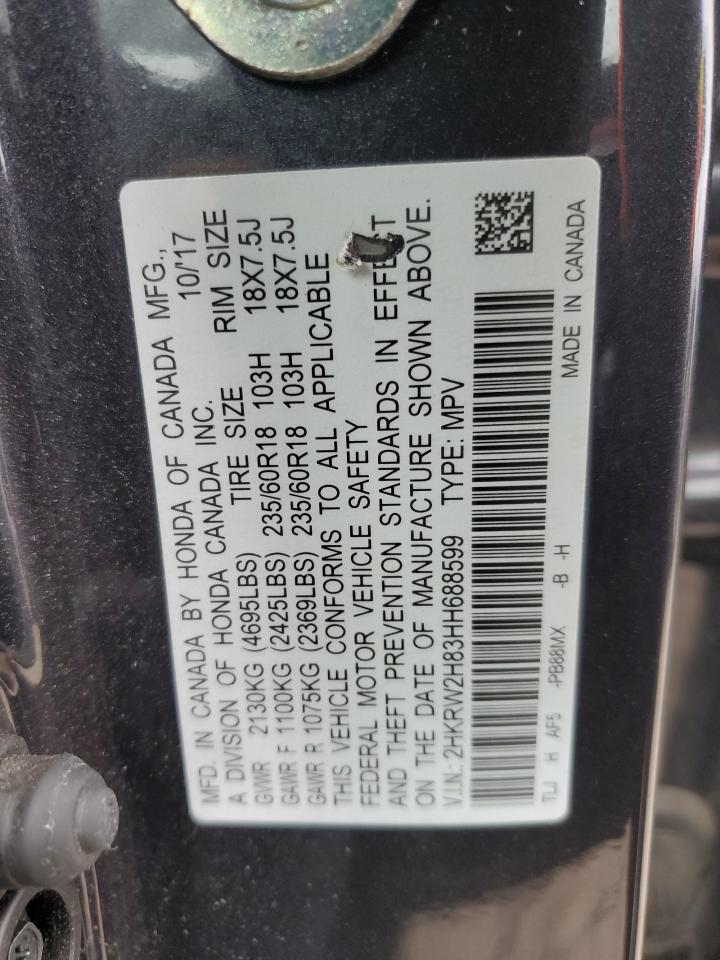 MFD. IN CANADA BY HONDA OF CANADA MFG.,
A DIVISION OF HONDA CANADA INC. 10/'17
GVWR 2130KG (4695LBS) TIRE SIZE RIM SIZE
GAWR F 1100KG (2425LBS) 235/60R18 103H 18X7.5J
GAWR R 1075KG (2369LBS) 235/60R18 103H 18X7.5J
THIS VEHICLE CONFORMS TO ALL APPLICABLE
FEDERAL MOTOR VEHICLE SAFETY
AND THEFT PREVENTION STANDARDS IN EFFECT
ON THE DATE OF MANUFACTURE SHOWN ABOVE.
V.I.N.: 2HKRW2H83HH688599 TYPE: MPV
TLJ H AF5 -PB88MX -B -H MADE IN CANADA